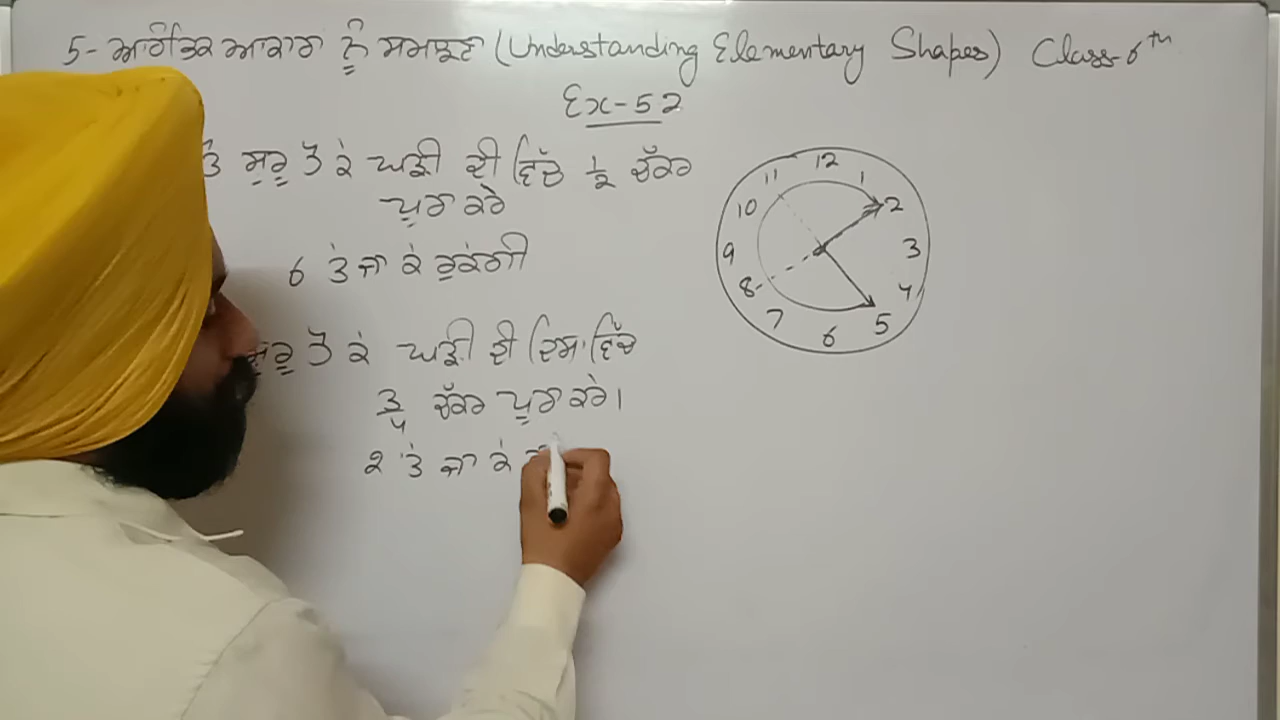 5- ਆਰੰਭਿਕ ਆਕਾਰਾਂ ਨੂੰ ਸਮਝਣਾ (Understanding Elementary Shapes) Class-6th
Ex-5.2
ਤੇ ਸ਼ੁਰੂ ਹੋ ਕੇ ਘੜੀ ਦੀ ਵਿੱਚ 1/2 ਚੱਕਰ
ਪੂਰਾ ਕਰੇ
6 ਤੇ ਜਾ ਕੇ ਰੁਕੇਗੀ
ਸ਼ੁਰੂ ਹੋ ਕੇ ਘੜੀ ਦੀ ਦਿਸ਼ਾ ਵਿੱਚ
3/4 ਚੱਕਰ ਪੂਰਾ ਕਰੇ।
2 ਤੇ ਜਾ ਕੇ
12
11
1
10
2
9
3
8
4
7
5
6